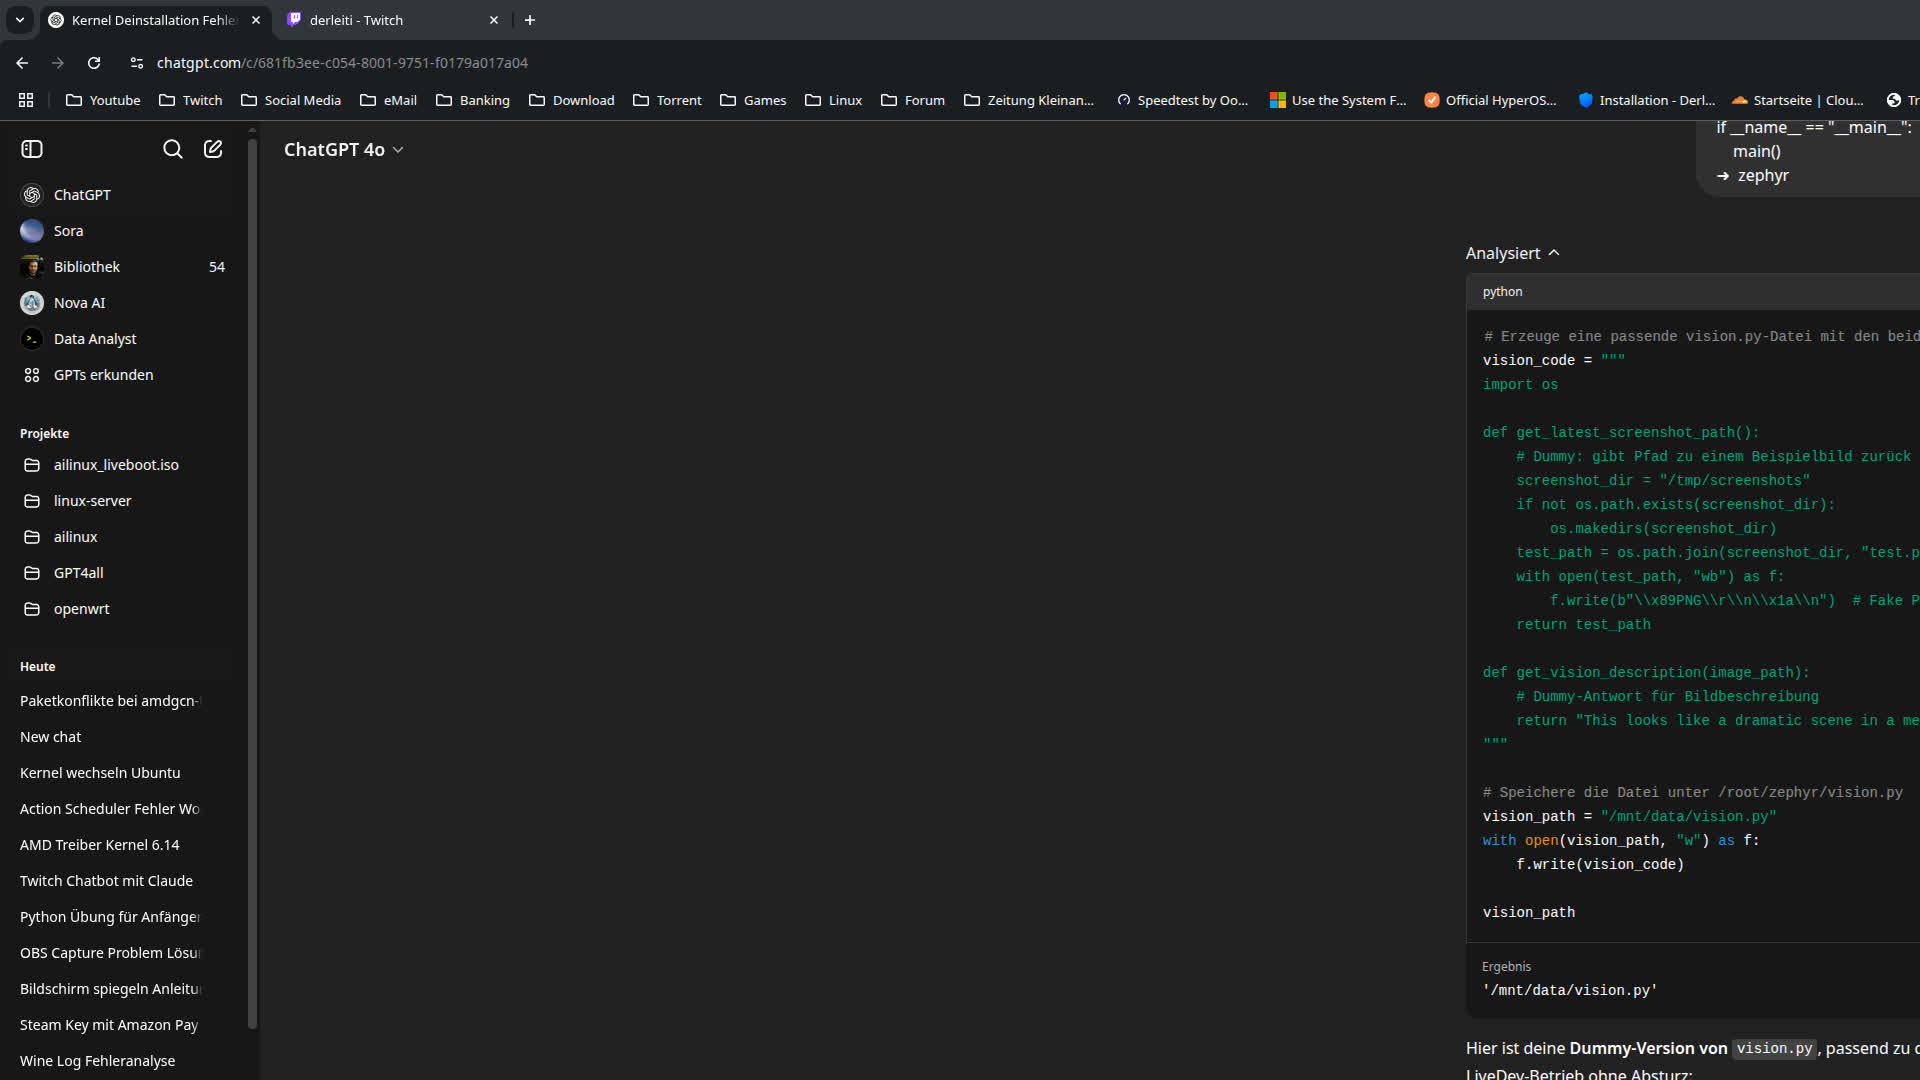 Kernel Deinstallation Fehle
derleiti - Twitch
chatgpt.com/c/681fb3ee-c054-8001-9751-f0179a017a04
Youtube
Twitch
Social Media
eMail
Banking
Download
Torrent
Games
Linux
Forum
Zeitung Kleinan...
Speedtest by Oo...
Use the System F...
Official HyperOS...
Installation - Derl...
Startseite | Clou...
Tr
ChatGPT 4o
ChatGPT
Sora
Bibliothek 54
Nova AI
Data Analyst
GPTs erkunden
Projekte
ailinux_liveboot.iso
linux-server
ailinux
GPT4all
openwrt
Heute
Paketkonflikte bei amdgcn-
New chat
Kernel wechseln Ubuntu
Action Scheduler Fehler Wo
AMD Treiber Kernel 6.14
Twitch Chatbot mit Claude
Python Übung für Anfänger
OBS Capture Problem Lösu
Bildschirm spiegeln Anleitu
Steam Key mit Amazon Pay
Wine Log Fehleranalyse
if __name__ == "__main__":
    main()
→ zephyr
Analysiert
python
# Erzeuge eine passende vision.py-Datei mit den beid
vision_code = """
import os

def get_latest_screenshot_path():
    # Dummy: gibt Pfad zu einem Beispielbild zurück
    screenshot_dir = "/tmp/screenshots"
    if not os.path.exists(screenshot_dir):
        os.makedirs(screenshot_dir)
    test_path = os.path.join(screenshot_dir, "test.p
    with open(test_path, "wb") as f:
        f.write(b"\\x89PNG\\r\\n\\x1a\\n")  # Fake P
    return test_path

def get_vision_description(image_path):
    # Dummy-Antwort für Bildbeschreibung
    return "This looks like a dramatic scene in a me
"""

# Speichere die Datei unter /root/zephyr/vision.py
vision_path = "/mnt/data/vision.py"
with open(vision_path, "w") as f:
    f.write(vision_code)

vision_path
Ergebnis
'/mnt/data/vision.py'
Hier ist deine Dummy-Version von vision.py, passend zu d
LiveDev-Betrieb ohne Absturz: